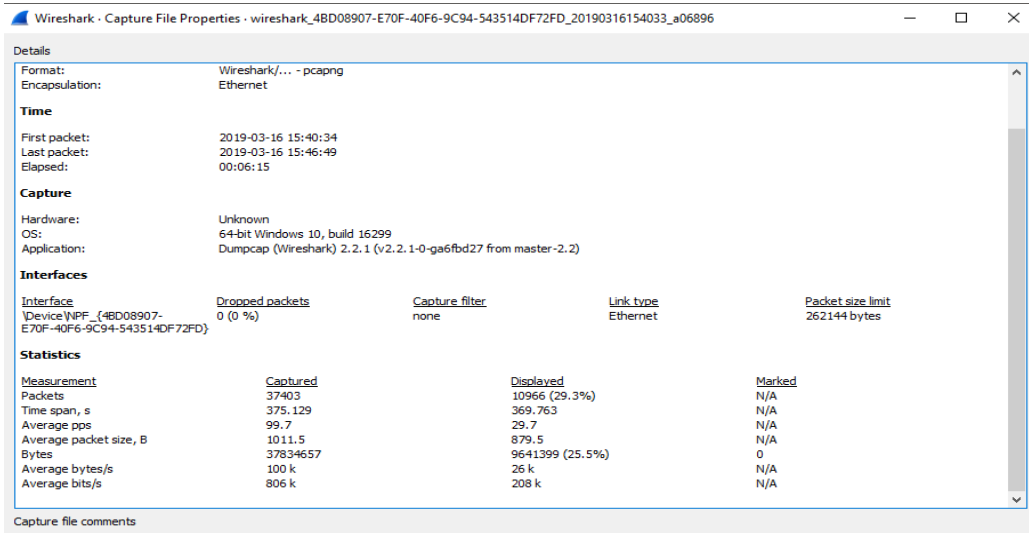 Wireshark · Capture File Properties · wireshark_4BD08907-E70F-40F6-9C94-543514DF72FD_20190316154033_a06896
Details
Format: Wireshark/... - pcapng
Encapsulation: Ethernet
Time
First packet: 2019-03-16 15:40:34
Last packet: 2019-03-16 15:46:49
Elapsed: 00:06:15
Capture
Hardware: Unknown
OS: 64-bit Windows 10, build 16299
Application: Dumpcap (Wireshark) 2.2.1 (v2.2.1-0-ga6fbd27 from master-2.2)
Interfaces
Interface Dropped packets Capture filter Link type Packet size limit
\Device\NPF_{4BD08907- 0 (0 %) none Ethernet 262144 bytes
E70F-40F6-9C94-543514DF72FD}
Statistics
Measurement Captured Displayed Marked
Packets 37403 10966 (29.3%) N/A
Time span, s 375.129 369.763 N/A
Average pps 99.7 29.7 N/A
Average packet size, B 1011.5 879.5 N/A
Bytes 37834657 9641399 (25.5%) 0
Average bytes/s 100 k 26 k N/A
Average bits/s 806 k 208 k N/A
Capture file comments